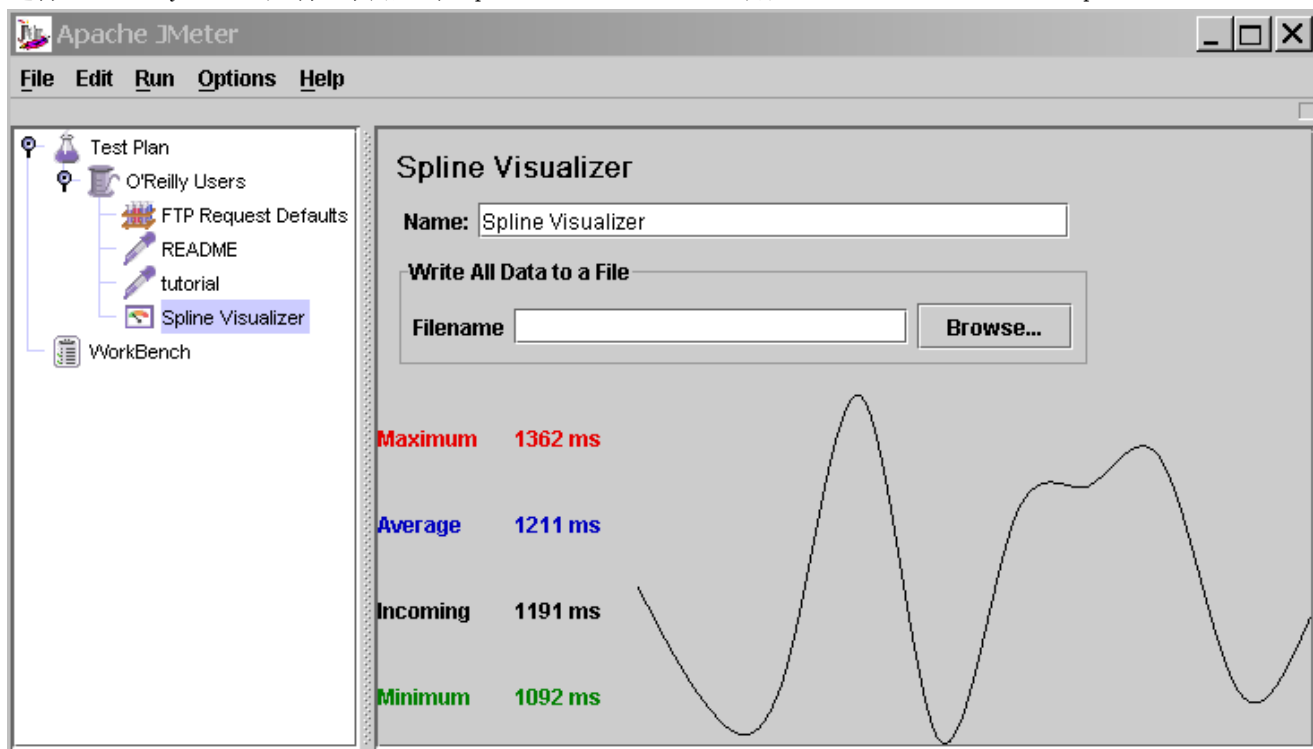 Apache JMeter
File Edit Run Options Help
Test Plan
O'Reilly Users
FTP Request Defaults
README
tutorial
Spline Visualizer
WorkBench
Spline Visualizer
Name: Spline Visualizer
Write All Data to a File
Filename Browse...
Maximum 1362 ms
Average 1211 ms
Incoming 1191 ms
Minimum 1092 ms